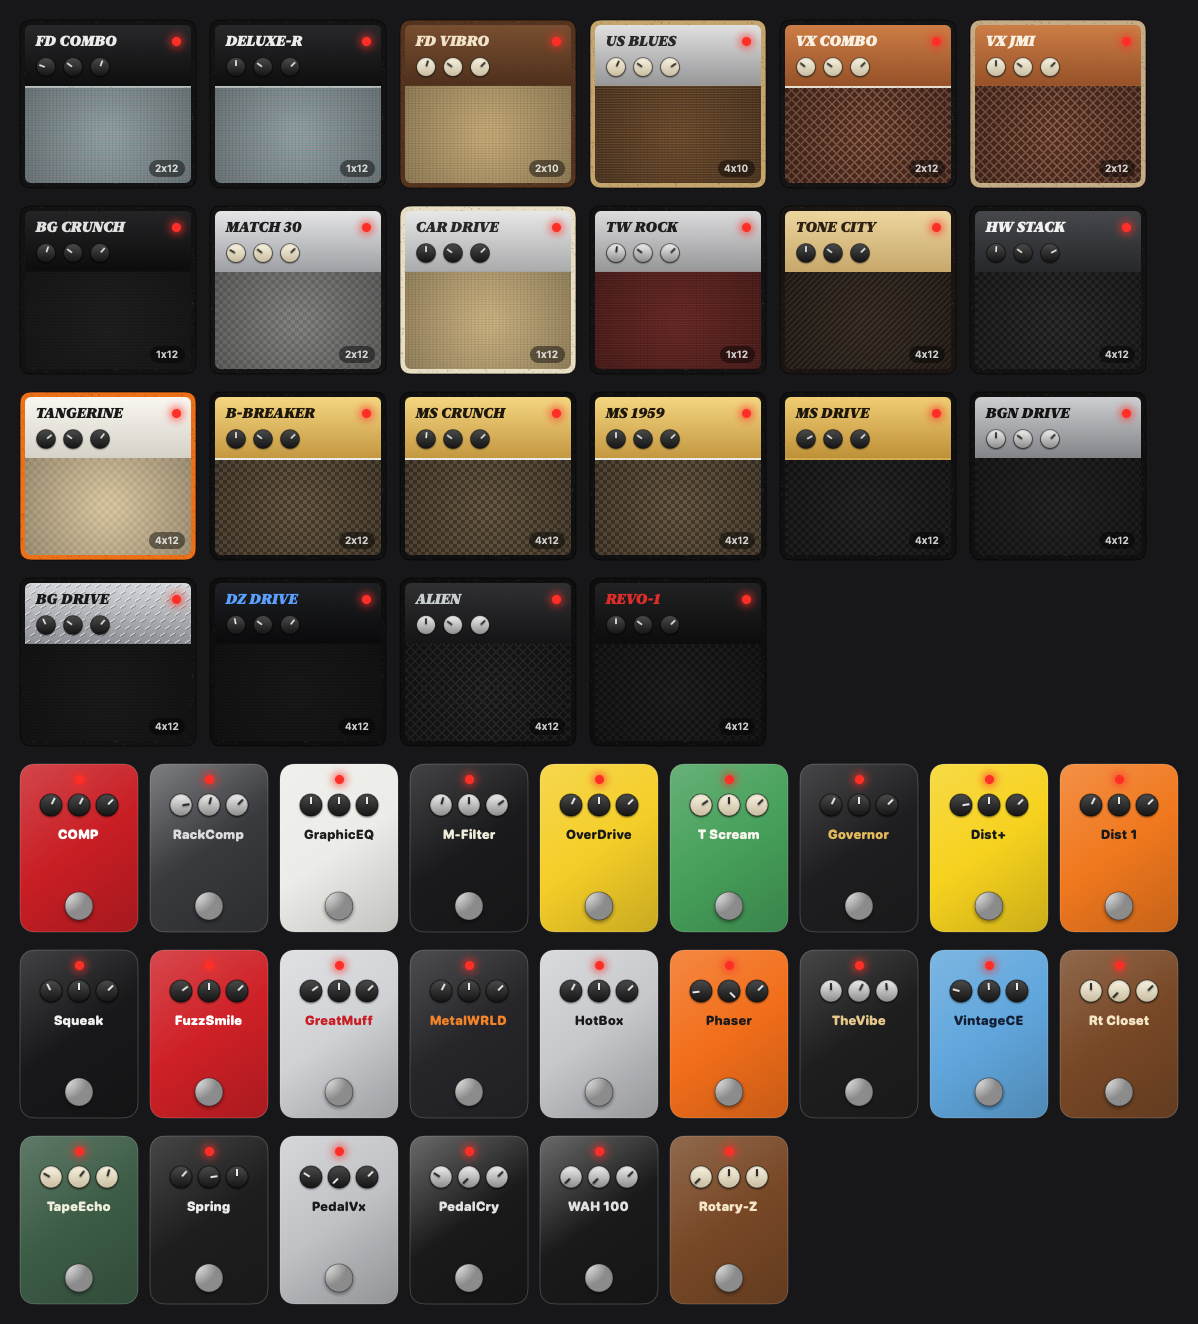 FD COMBO
2x12
DELUXE-R
1x12
FD VIBRO
2x10
US BLUES
4x10
VX COMBO
2x12
VX JMI
2x12
BG CRUNCH
1x12
MATCH 30
2x12
CAR DRIVE
1x12
TW ROCK
1x12
TONE CITY
4x12
HW STACK
4x12
TANGERINE
4x12
B-BREAKER
2x12
MS CRUNCH
4x12
MS 1959
4x12
MS DRIVE
4x12
BGN DRIVE
4x12
BG DRIVE
4x12
DZ DRIVE
4x12
ALIEN
4x12
REVO-1
4x12
COMP
RackComp
GraphicEQ
M-Filter
OverDrive
T Scream
Governor
Dist+
Dist 1
Squeak
FuzzSmile
GreatMuff
MetalWRLD
HotBox
Phaser
TheVibe
VintageCE
Rt Closet
TapeEcho
Spring
PedalVx
PedalCry
WAH 100
Rotary-Z